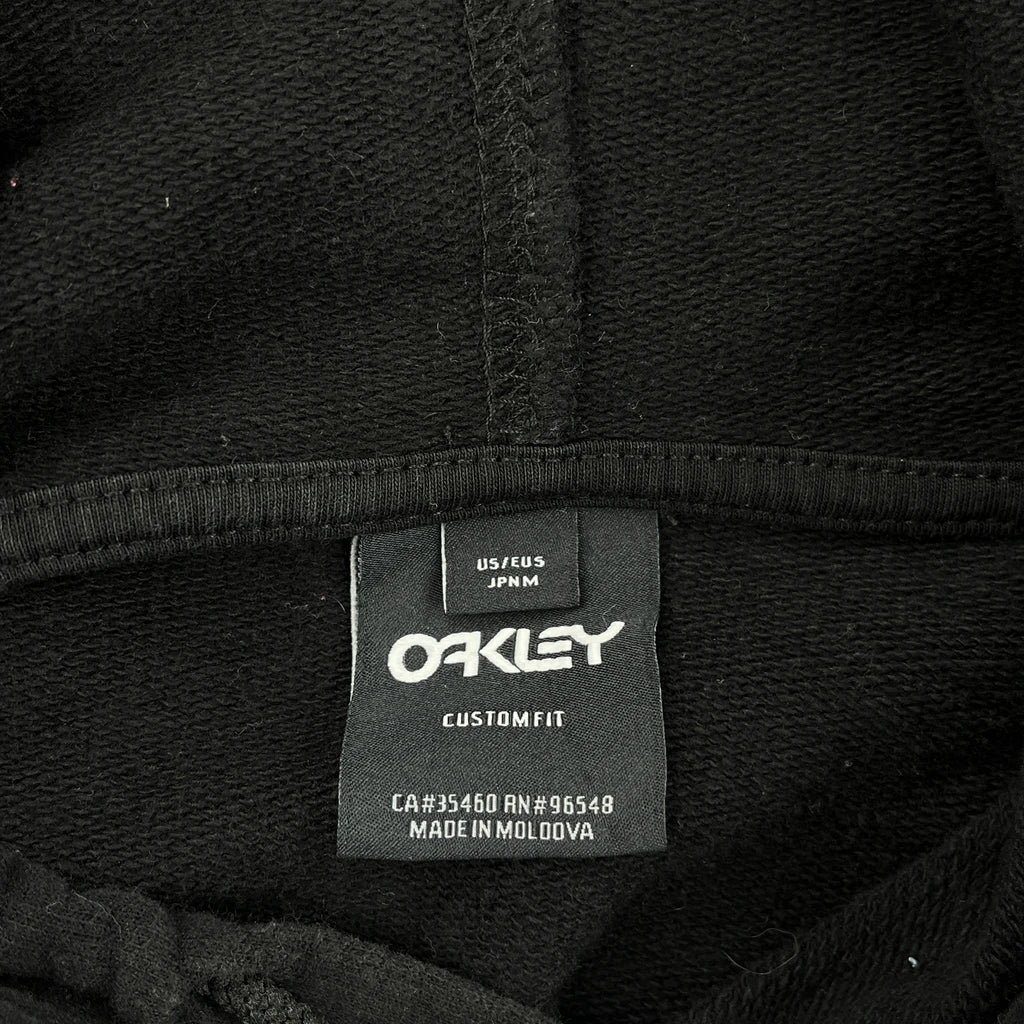 US/EUS
JPN M
OAKLEY
CUSTOM FIT
CA#35460 RN#96548
MADE IN MOLDOVA